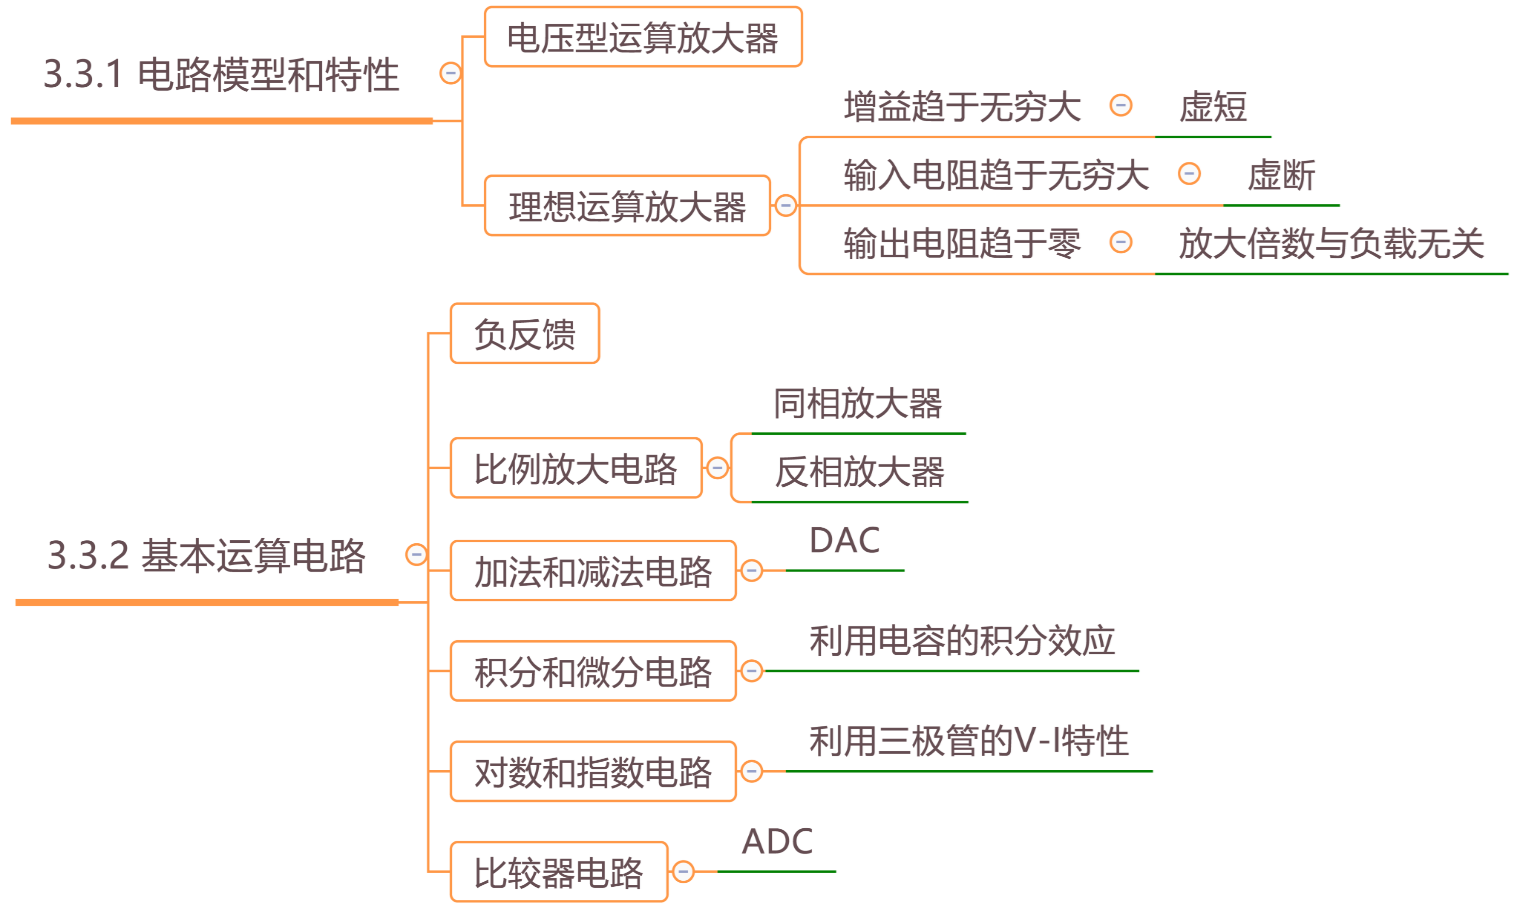 3.3.1 电路模型和特性
电压型运算放大器
理想运算放大器
增益趋于无穷大
虚短
输入电阻趋于无穷大
虚断
输出电阻趋于零
放大倍数与负载无关
3.3.2 基本运算电路
负反馈
比例放大电路
同相放大器
反相放大器
加法和减法电路
DAC
积分和微分电路
利用电容的积分效应
对数和指数电路
利用三极管的V-I特性
比较器电路
ADC